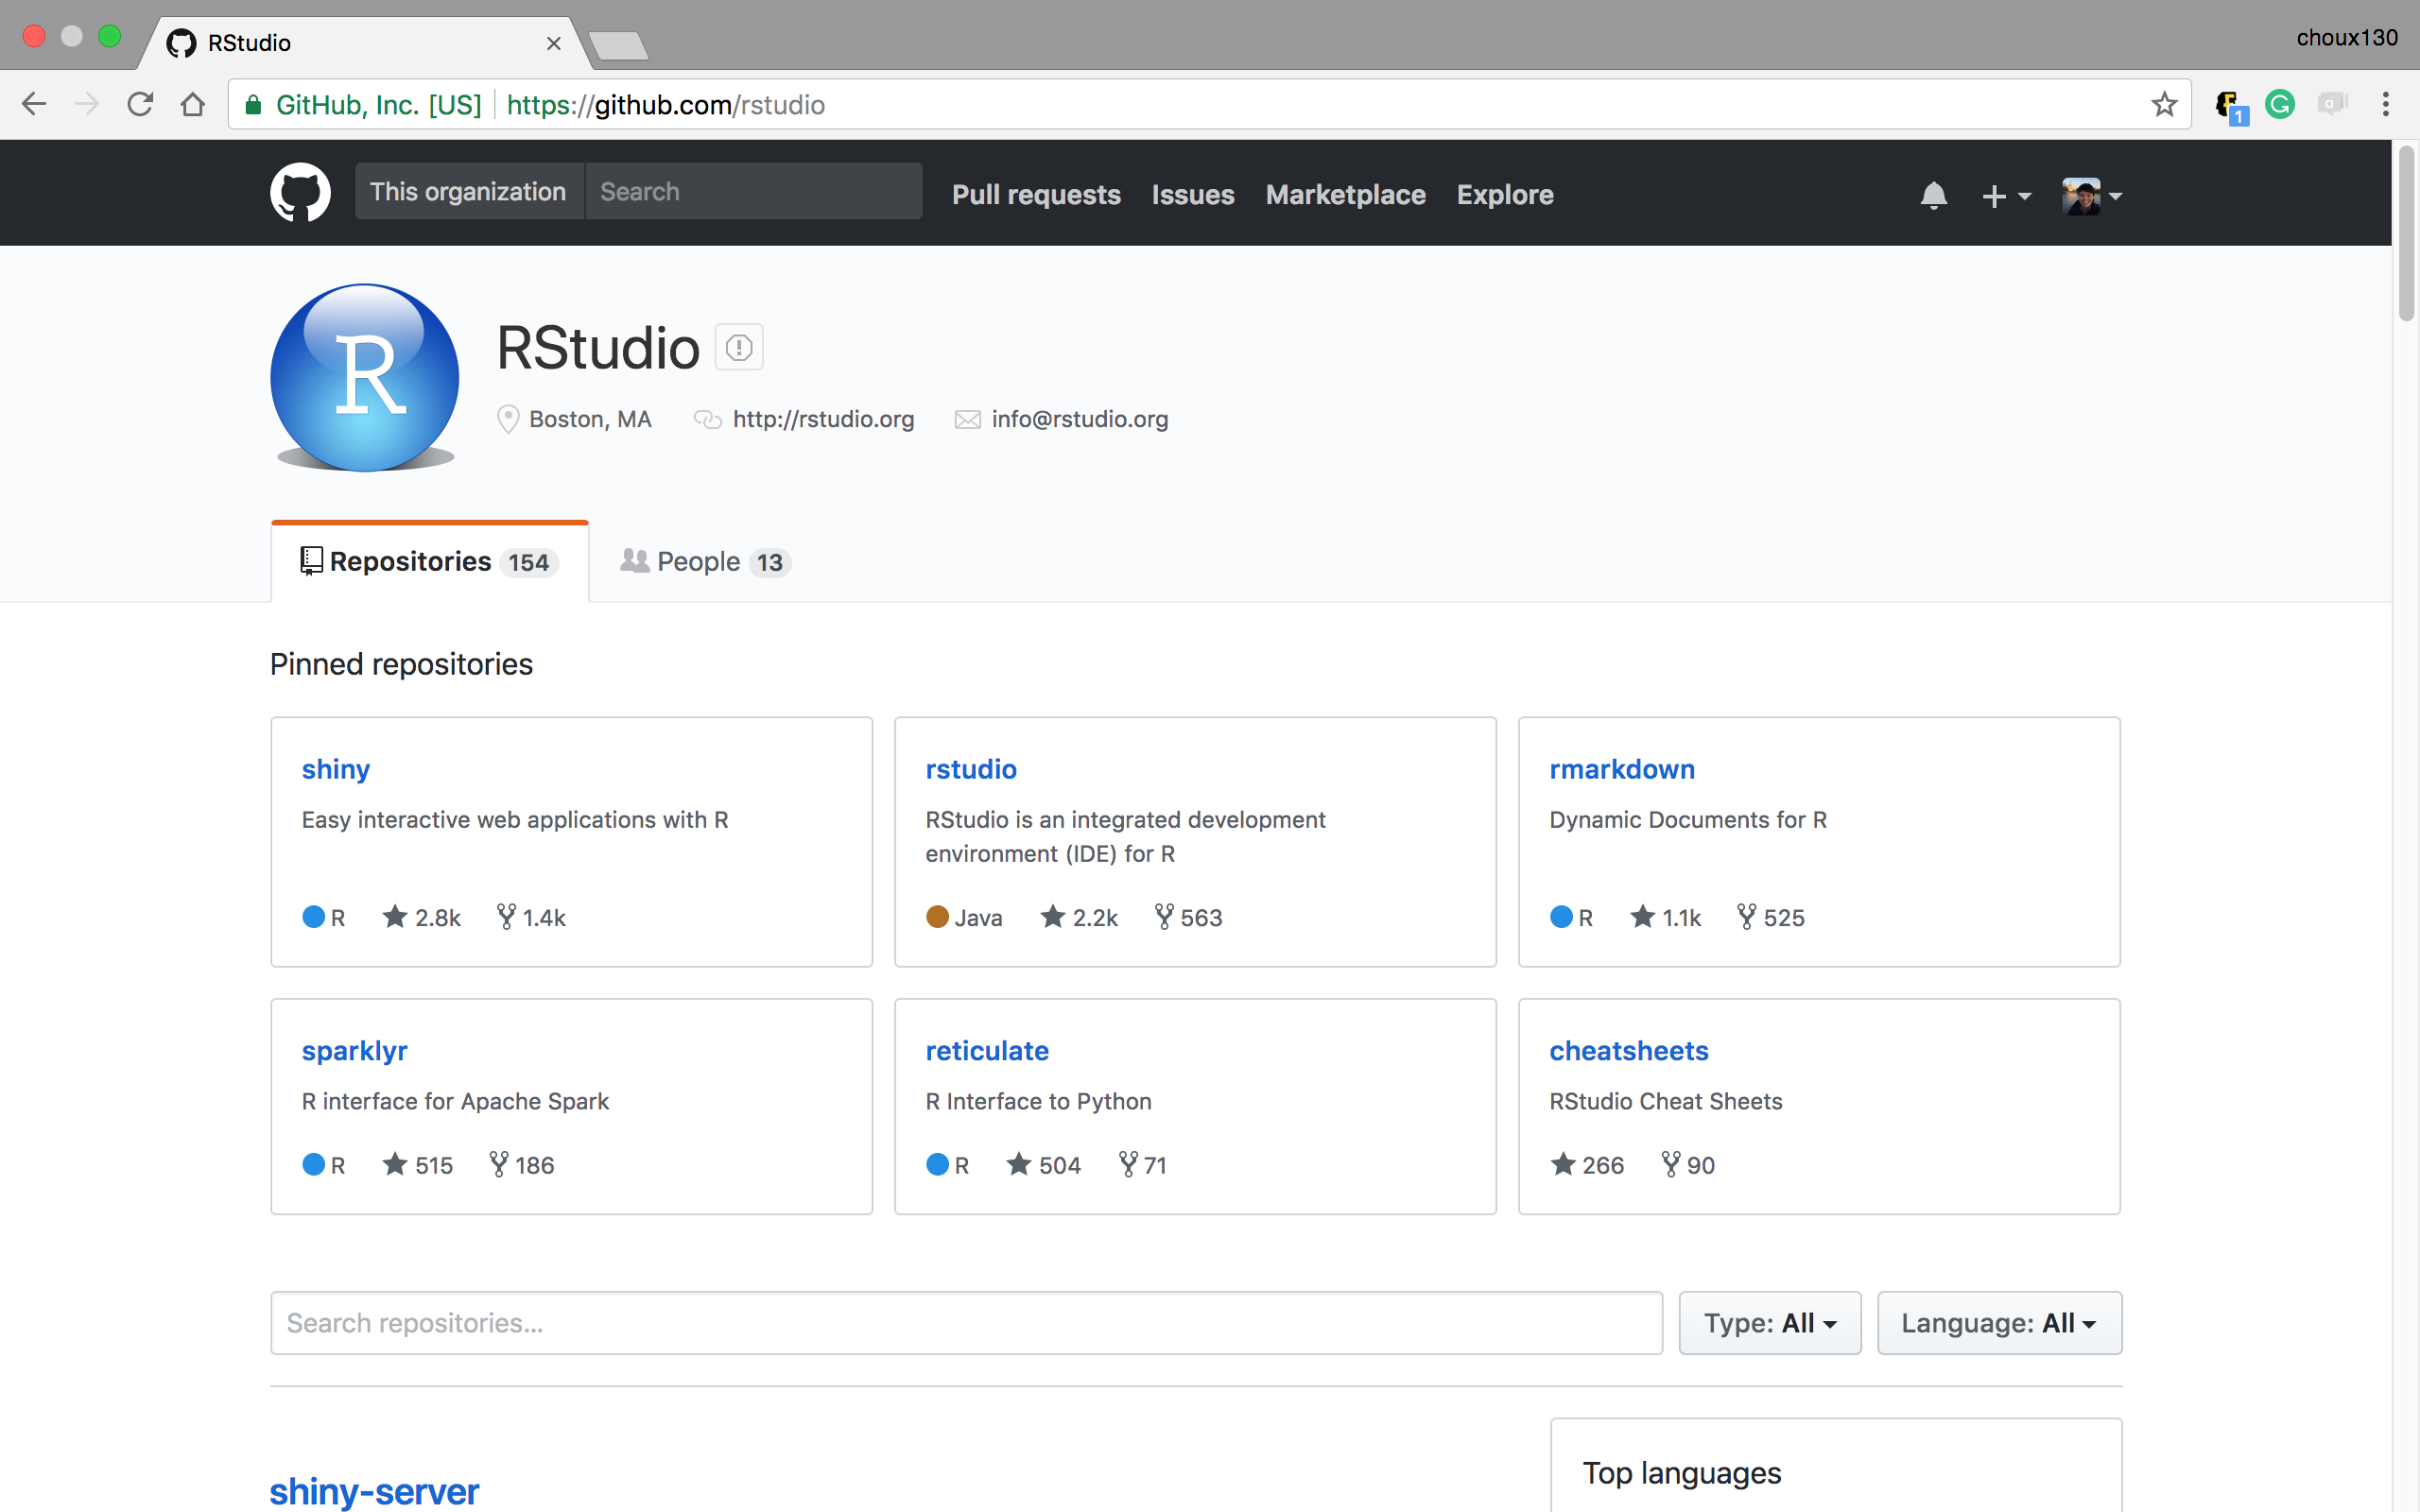 RStudio
choux130
GitHub, Inc. [US] https://github.com/rstudio
1
This organization Search Pull requests Issues Marketplace Explore
R
RStudio
Boston, MA http://rstudio.org info@rstudio.org
Repositories 154 People 13
Pinned repositories
shiny
Easy interactive web applications with R
R 2.8k 1.4k
rstudio
RStudio is an integrated development
environment (IDE) for R
Java 2.2k 563
rmarkdown
Dynamic Documents for R
R 1.1k 525
sparklyr
R interface for Apache Spark
R 515 186
reticulate
R Interface to Python
R 504 71
cheatsheets
RStudio Cheat Sheets
266 90
Search repositories... Type: All Language: All
shiny-server
Top languages